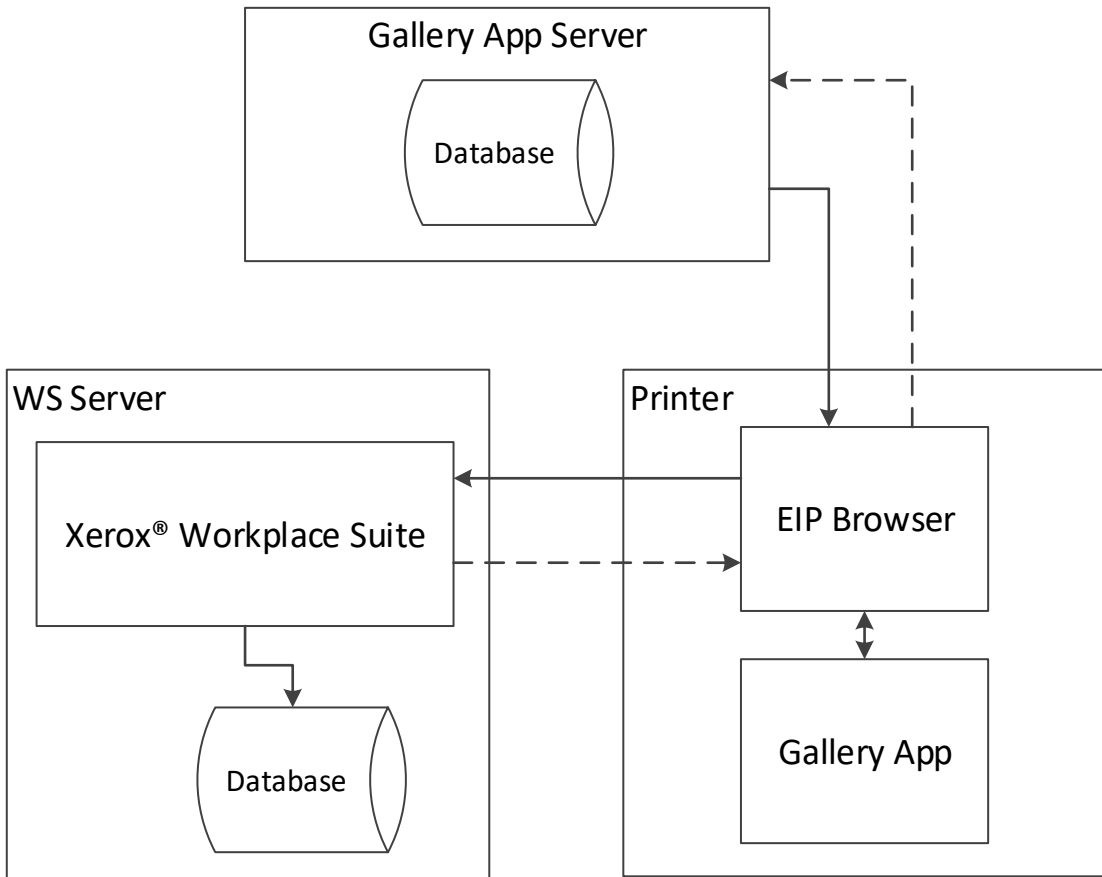 Gallery App Server
Database
WS Server
Xerox® Workplace Suite
Database
Printer
EIP Browser
Gallery App